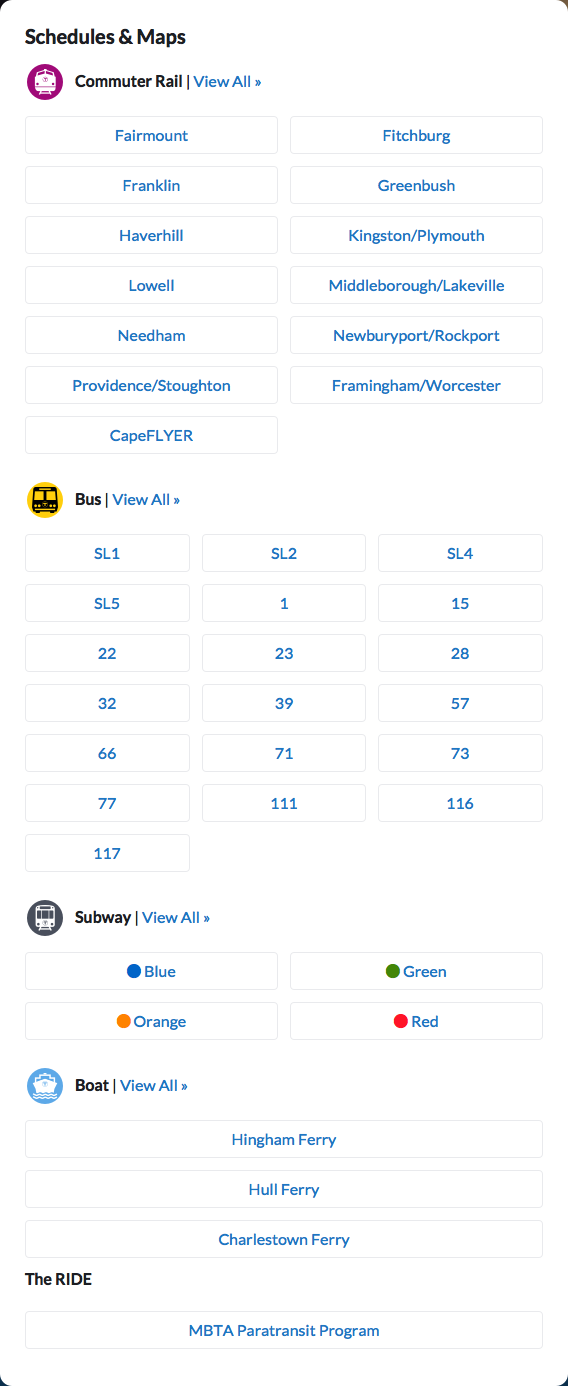 Schedules & Maps
Commuter Rail | View All »
Fairmount Fitchburg
Franklin Greenbush
Haverhill Kingston/Plymouth
Lowell Middleborough/Lakeville
Needham Newburyport/Rockport
Providence/Stoughton Framingham/Worcester
CapeFLYER
Bus | View All »
SL1 SL2 SL4
SL5 1 15
22 23 28
32 39 57
66 71 73
77 111 116
117
Subway | View All »
Blue Green
Orange Red
Boat | View All »
Hingham Ferry
Hull Ferry
Charlestown Ferry
The RIDE
MBTA Paratransit Program